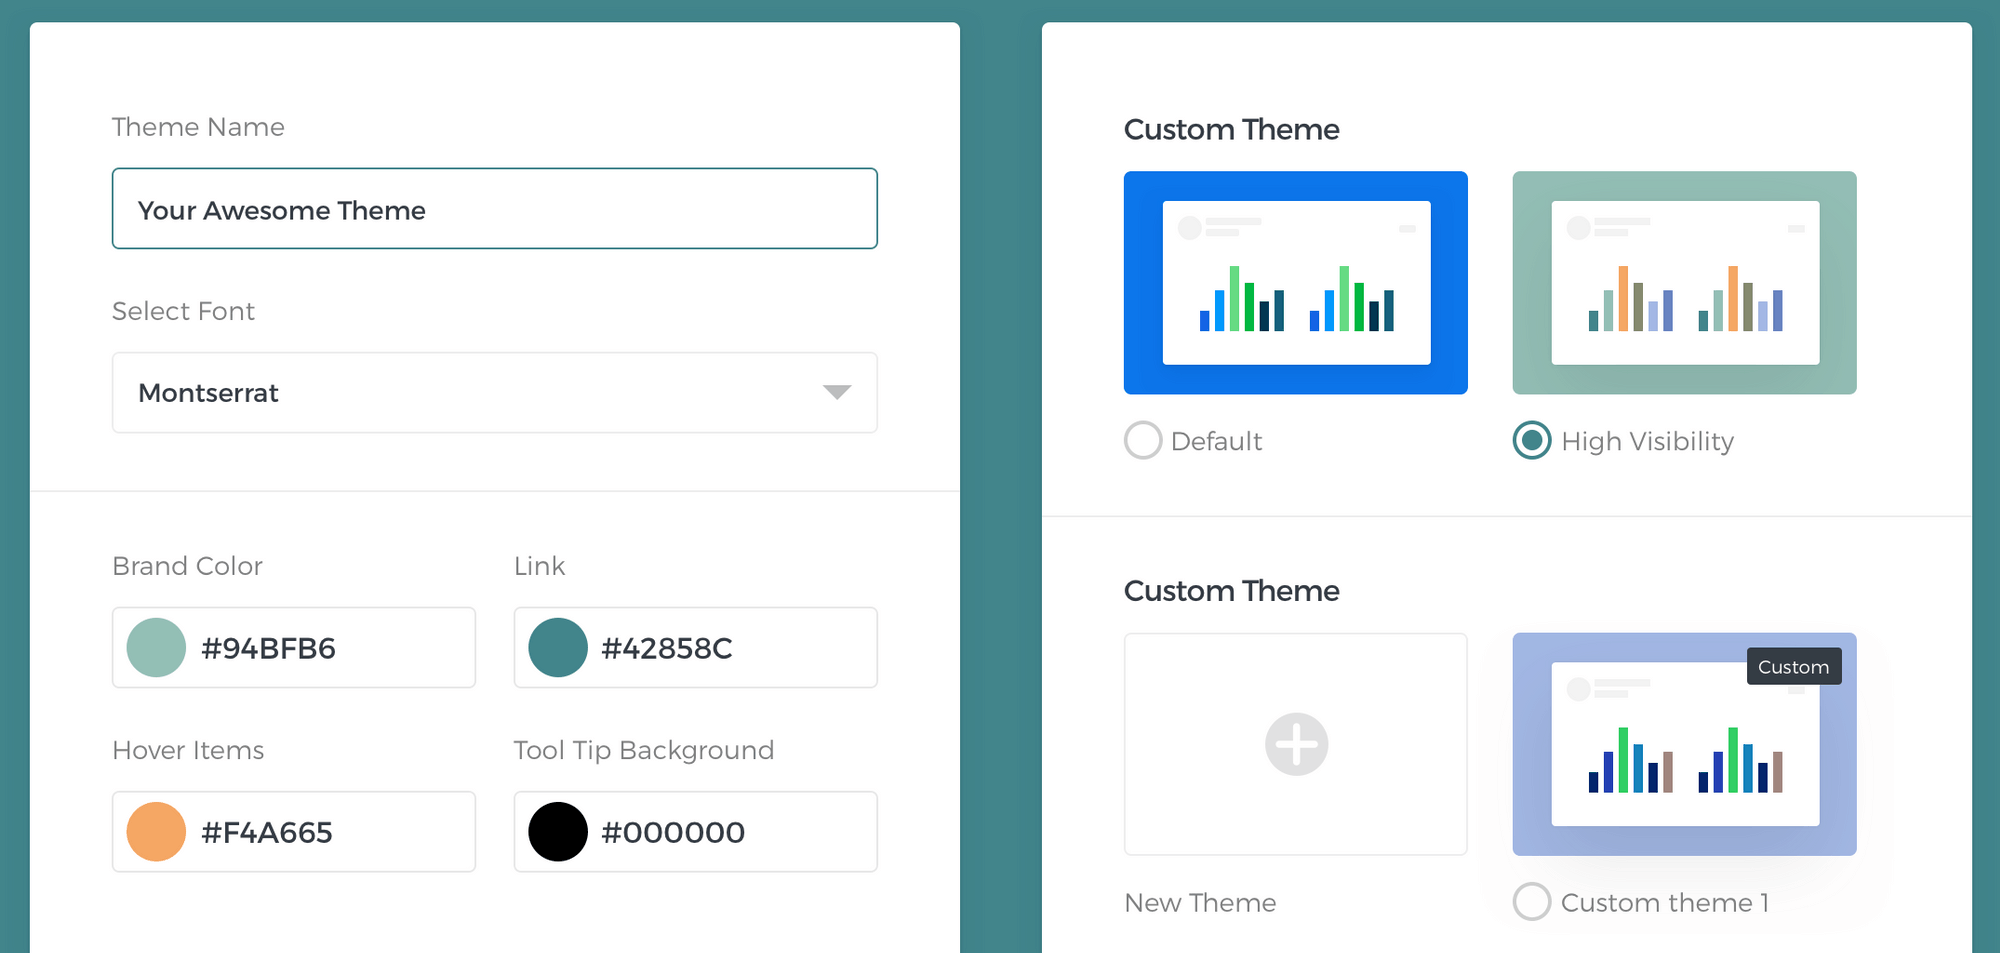 Theme Name
Your Awesome Theme
Select Font
Montserrat
Brand Color
Link
#94BFB6
#42858C
Hover Items
Tool Tip Background
#F4A665
#000000
Custom Theme
Default
High Visibility
Custom Theme
Custom
New Theme
Custom theme 1